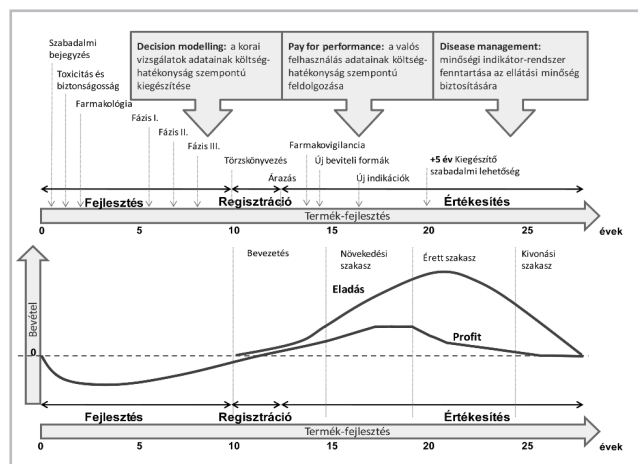 Szabadalmi
bejegyzés
Toxicitás és
biztonságosság
Farmakológia
Fázis I.
Fázis II.
Fázis III.
Decision modelling: a korai
vizsgálatok adatainak költség-
hatékonyság szempontú
kiegészítése
Pay for performance: a valós
felhasználás adatainak költség-
hatékonyság szempontú
feldolgozása
Disease management:
minőségi indikátor-rendszer
fenntartása az ellátási minőség
biztosítására
Törzskönyvezés
Árazás
Farmakovigilancia
Új beviteli formák
Új indikációk
+5 év Kiegészítő
szabadalmi lehetőség
Fejlesztés
Regisztráció
Értékesítés
Termék-fejlesztés
0 5 10 15 20 25 évek
Bevezetés
Növekedési
szakasz
Érett szakasz
Kivonási
szakasz
Bevétel
0
Eladás
Profit
Fejlesztés
Regisztráció
Értékesítés
Termék-fejlesztés
0 5 10 15 20 25 évek